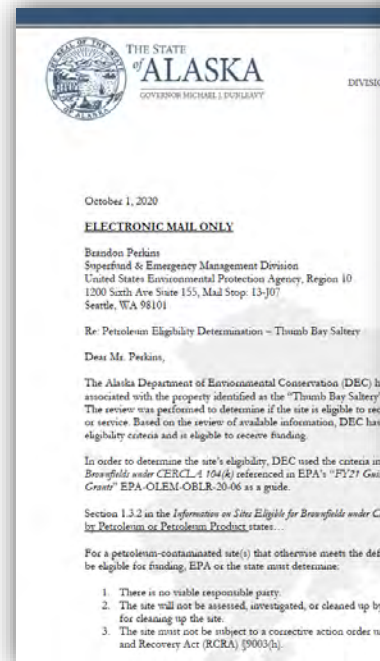 THE STATE
of ALASKA
GOVERNOR MICHAEL J. DUNLEAVY
DIVISIO
October 1, 2020
ELECTRONIC MAIL ONLY
Brandon Perkins
Superfund & Emergency Management Division
United States Environmental Protection Agency, Region 10
1200 Sixth Ave Suite 155, Mail Stop: 13-J07
Seattle, WA 98101
Re: Petroleum Eligibility Determination – Thumb Bay Saltery
Dear Mr. Perkins,
The Alaska Department of Enviornmental Conservation (DEC) h
associated with the property identified as the "Thumb Bay Saltery"
The review was performed to determine if the site is eligible to rec
or service. Based on the review of available information, DEC has
eligibility criteria and is eligible to receive funding.
In order to determine the site's eligibility, DEC used the criteria in
Brownfields under CERCLA 104(k) referenced in EPA's "FY21 Gui
Grants" EPA-OLEM-OBLR-20-06 as a guide.
Section 1.3.2 in the Information on Sites Eligible for Brownfields under C
by Petroleum or Petroleum Product states…
For a petroleum-contaminated site(s) that otherwise meets the def
be eligible for funding, EPA or the state must determine:
1. There is no viable responsible party.
2. The site will not be assessed, investigated, or cleaned up by
for cleaning up the site.
3. The site must not be subject to a corrective action order u
and Recovery Act (RCRA) §9003(h).